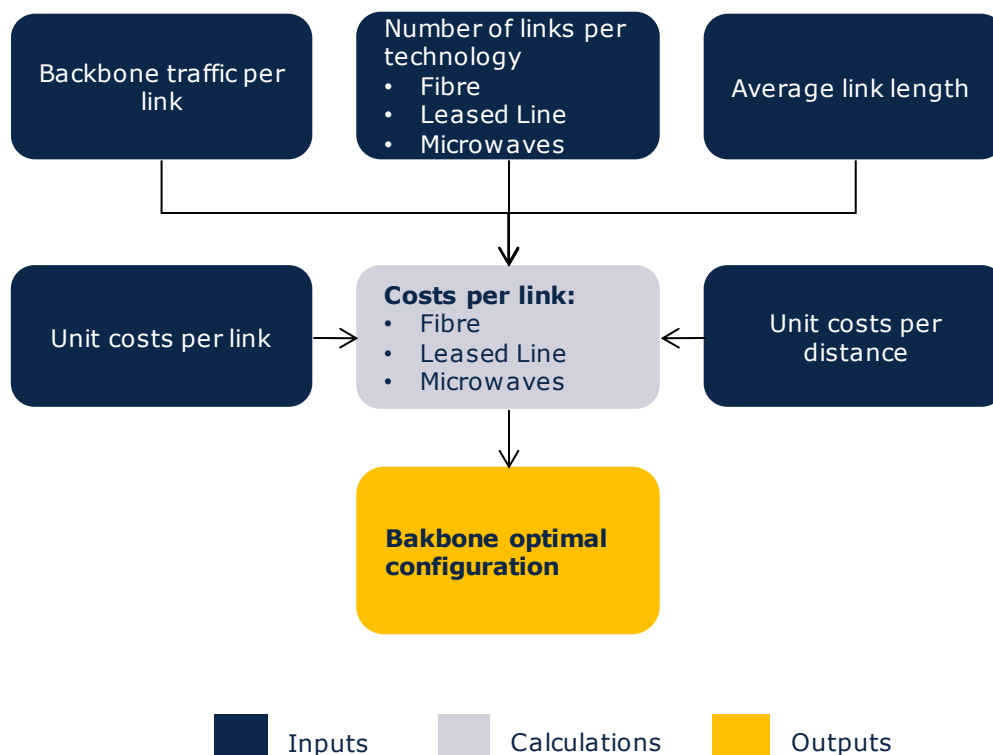 Backbone traffic per
link
Number of links per
technology
• Fibre
• Leased Line
• Microwaves
Average link length
Unit costs per link
Costs per link:
• Fibre
• Leased Line
• Microwaves
Unit costs per
distance
Bakbone optimal
configuration
Inputs
Calculations
Outputs